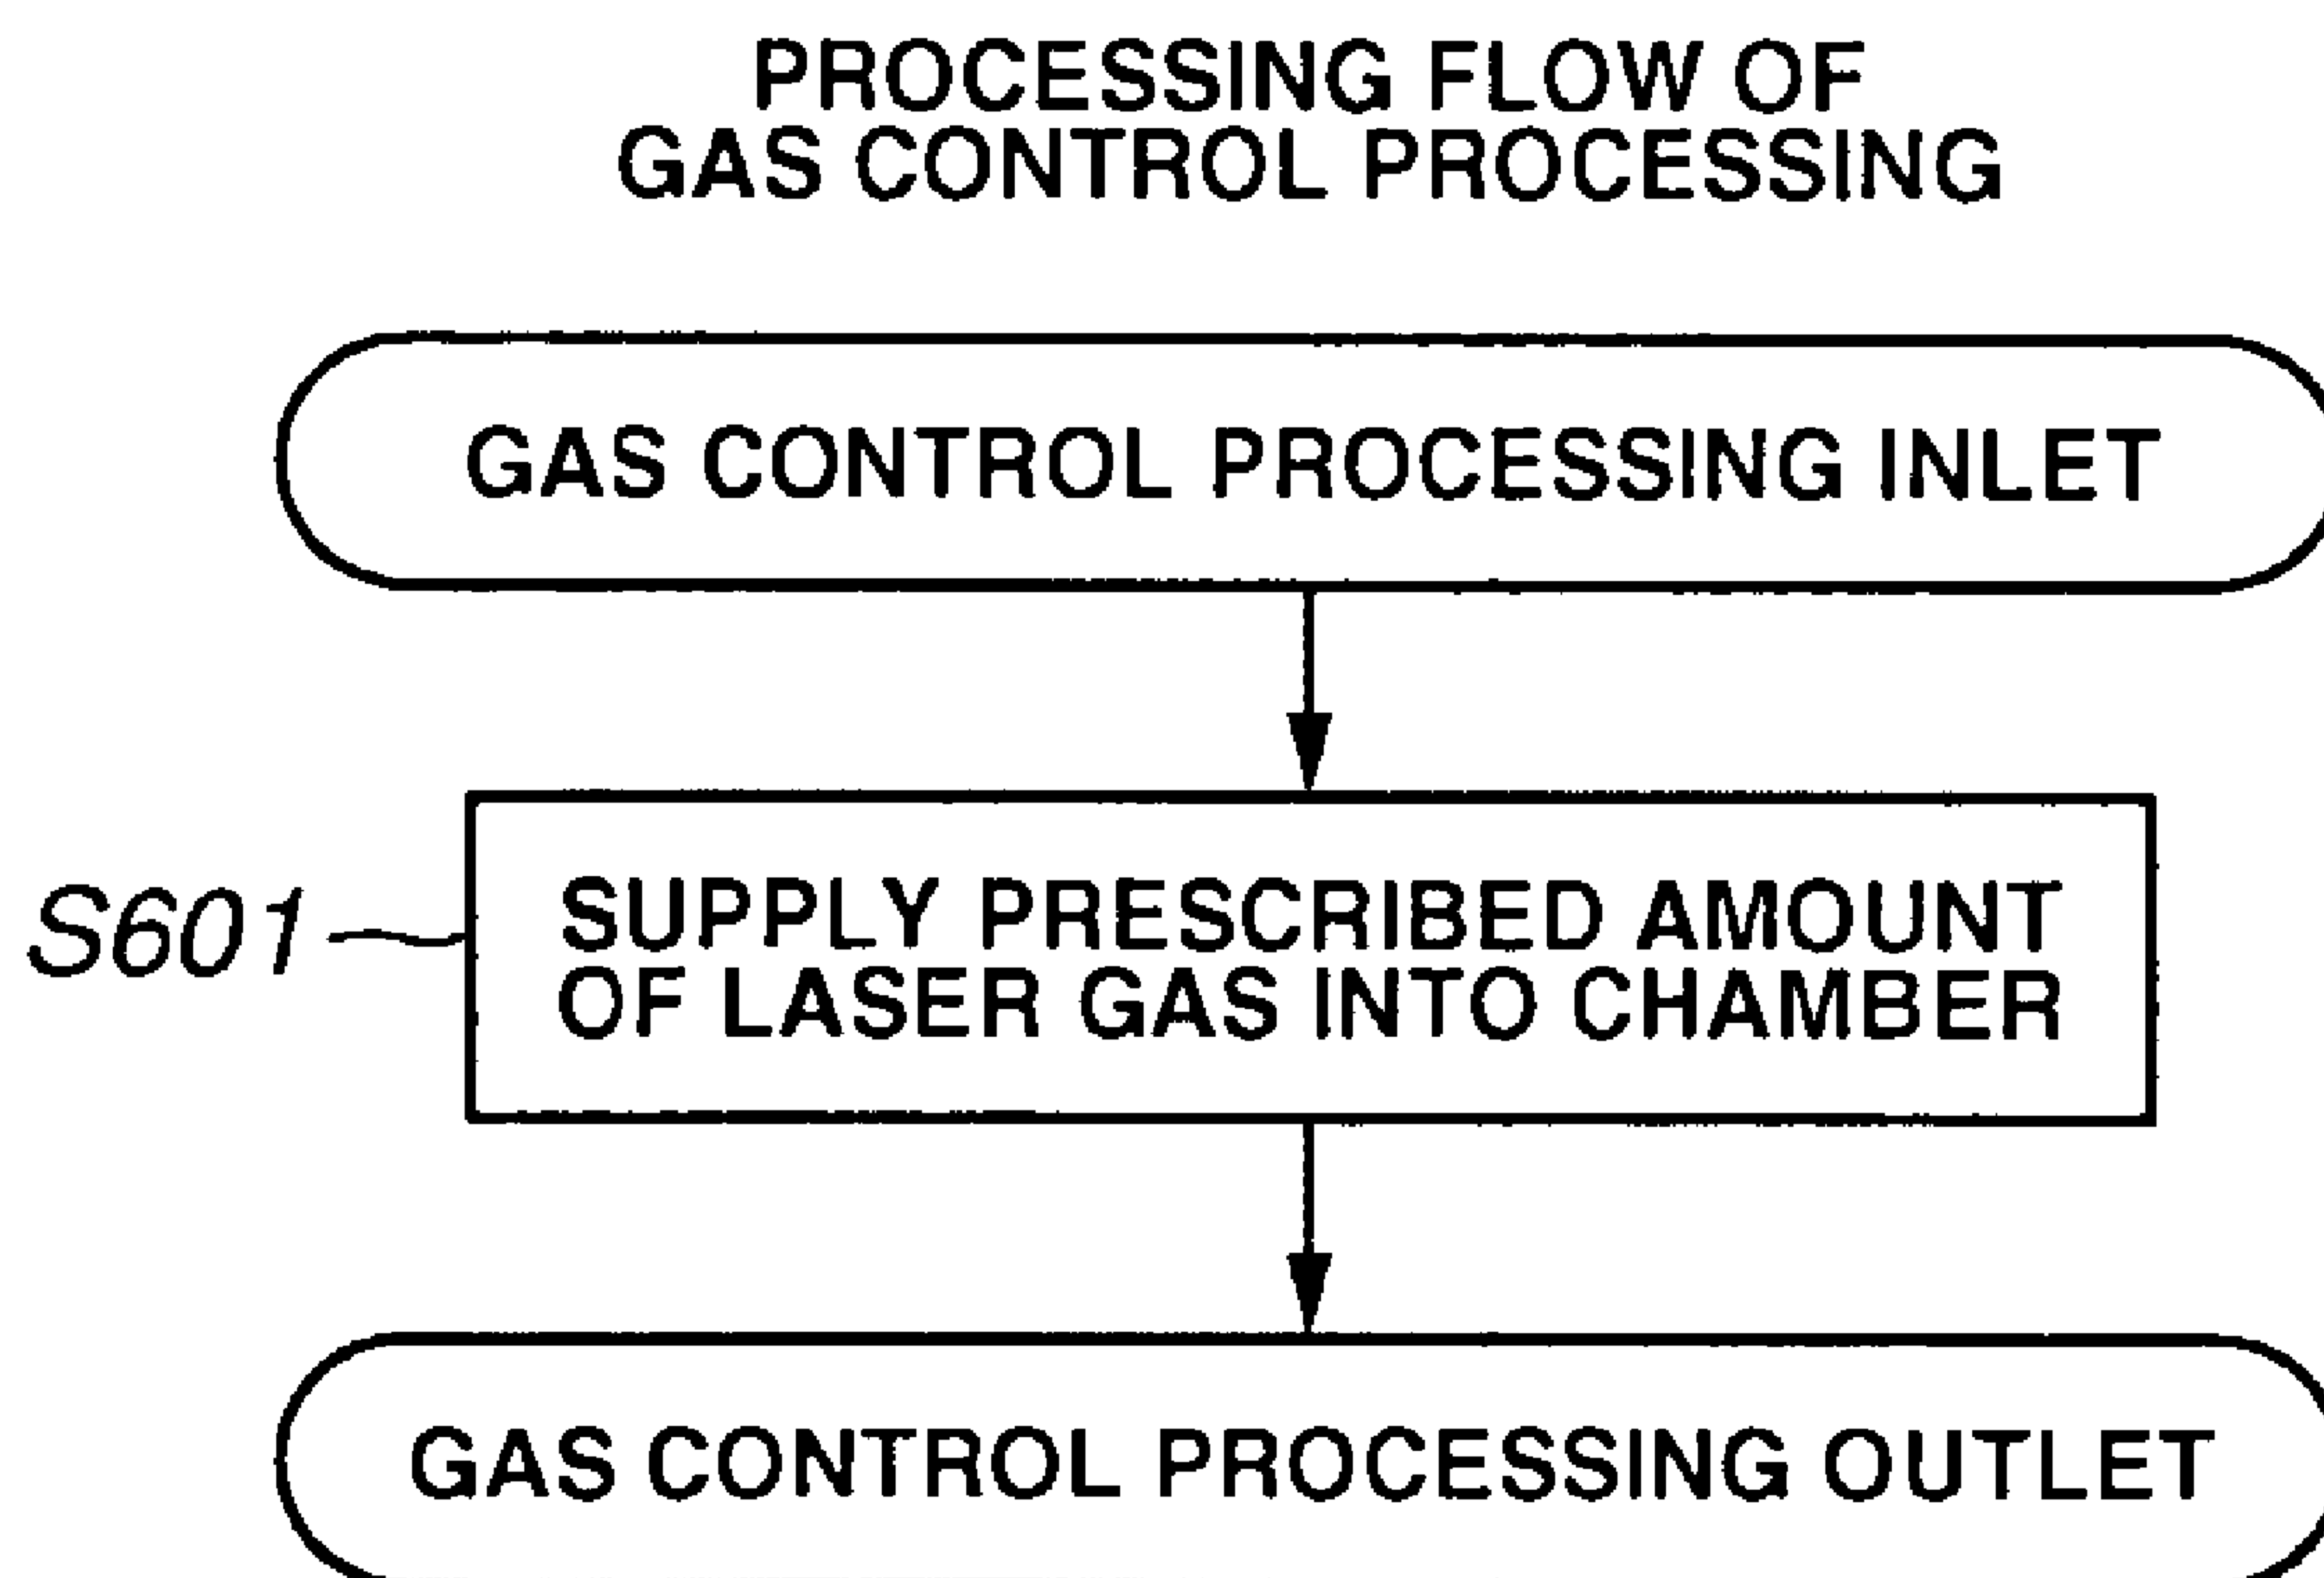 PROCESSING FLOW OF
GAS CONTROL PROCESSING
GAS CONTROL PROCESSING INLET
S601
SUPPLY PRESCRIBED AMOUNT
OF LASER GAS INTO CHAMBER
GAS CONTROL PROCESSING OUTLET